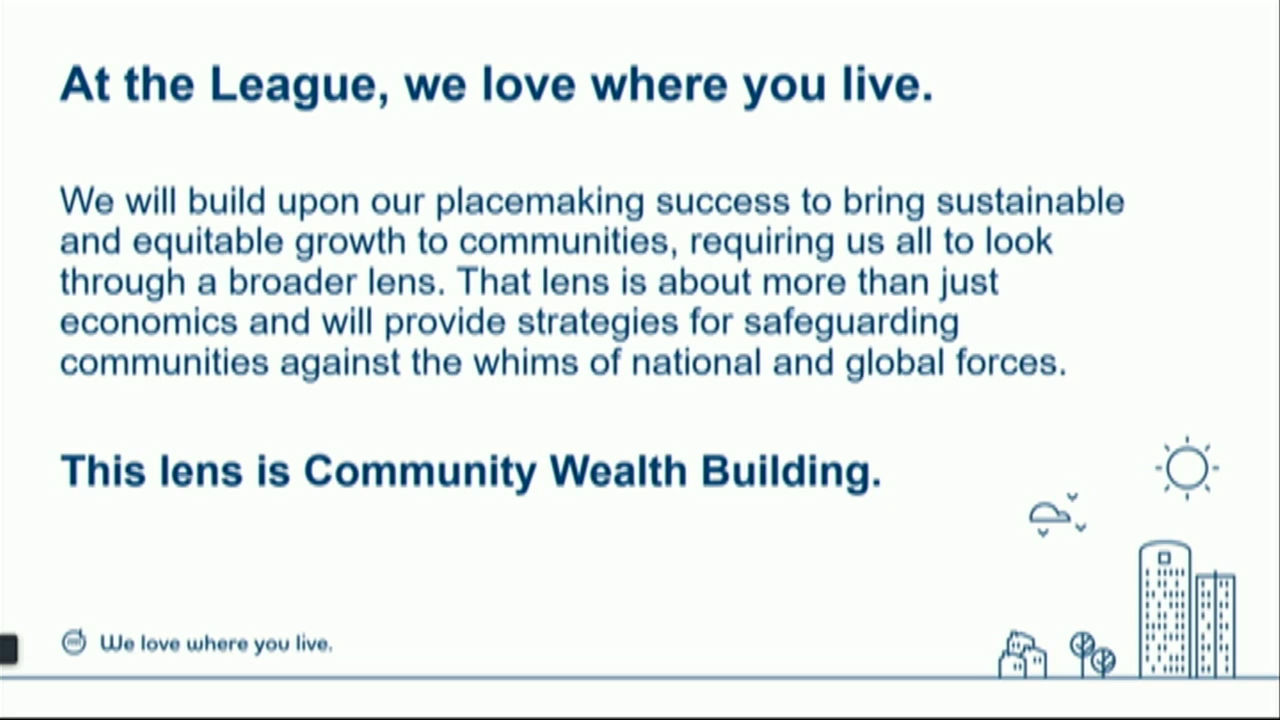 At the League, we love where you live.
We will build upon our placemaking success to bring sustainable
and equitable growth to communities, requiring us all to look
through a broader lens. That lens is about more than just
economics and will provide strategies for safeguarding
communities against the whims of national and global forces.
This lens is Community Wealth Building.
We love where you live.